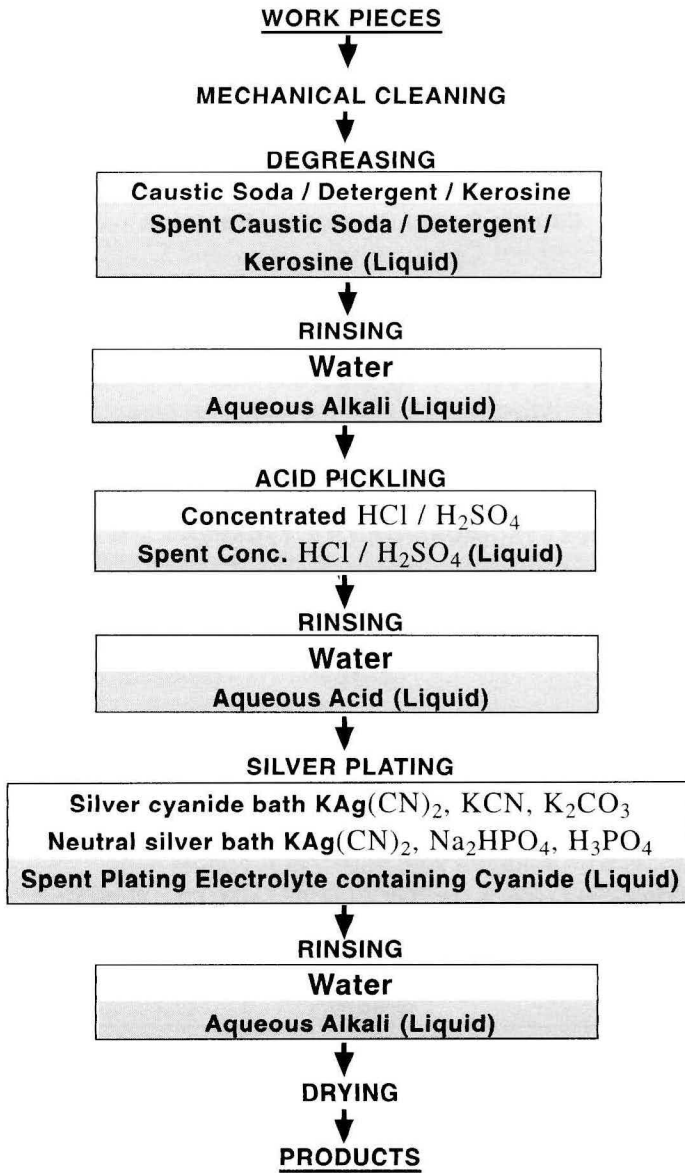 WORK PIECES
MECHANICAL CLEANING
DEGREASING
Caustic Soda / Detergent / Kerosine
Spent Caustic Soda / Detergent /
Kerosine (Liquid)
RINSING
Water
Aqueous Alkali (Liquid)
ACID PICKLING
Concentrated HCl / H₂SO₄
Spent Conc. HCl / H₂SO₄ (Liquid)
RINSING
Water
Aqueous Acid (Liquid)
SILVER PLATING
Silver cyanide bath KAg(CN)₂, KCN, K₂CO₃
Neutral silver bath KAg(CN)₂, Na₂HPO₄, H₃PO₄
Spent Plating Electrolyte containing Cyanide (Liquid)
RINSING
Water
Aqueous Alkali (Liquid)
DRYING
PRODUCTS